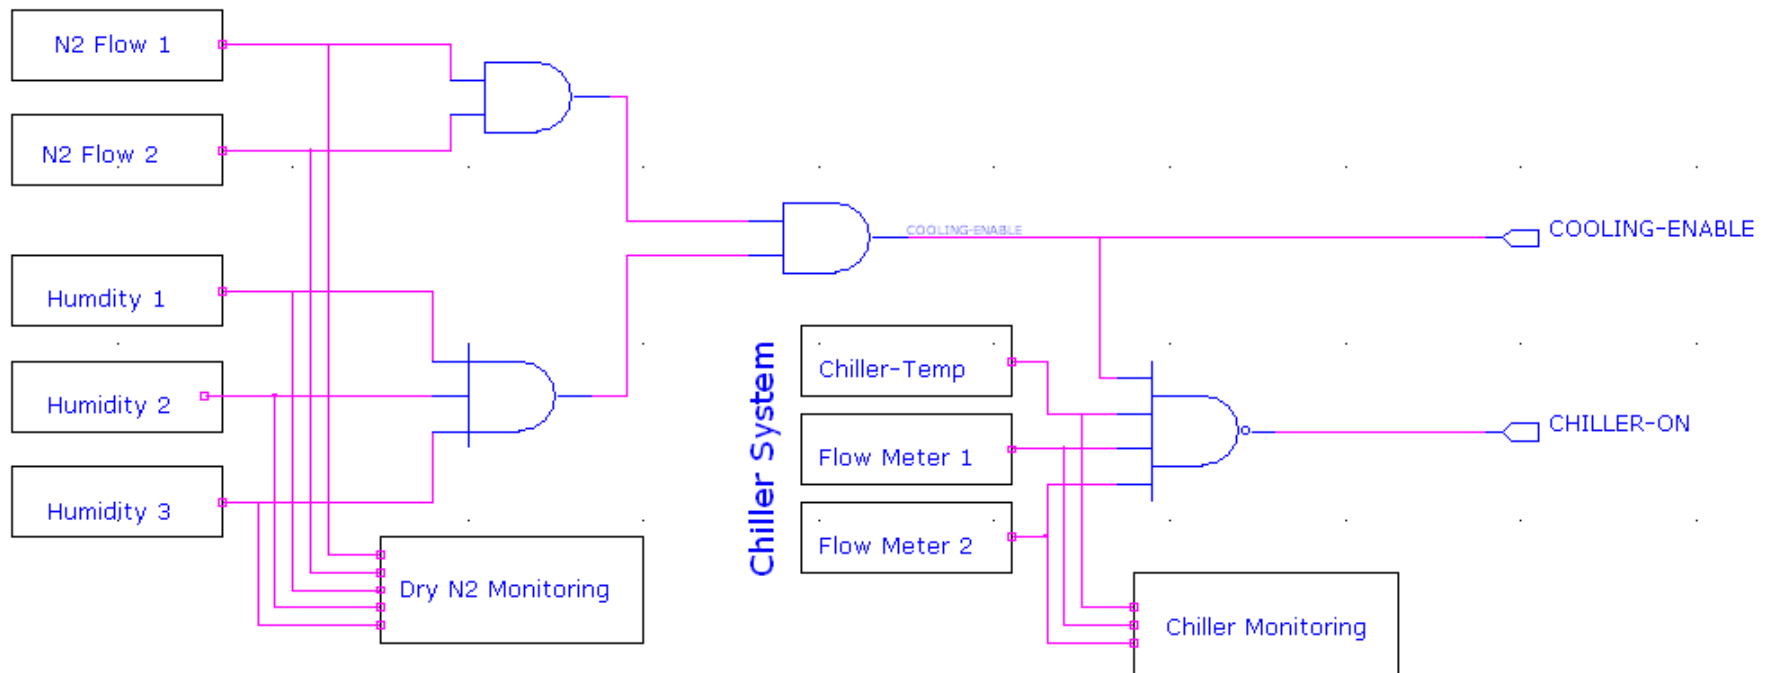 N2 Flow 1
N2 Flow 2
Humdity 1
Humidity 2
Humidity 3
Dry N2 Monitoring
COOLING-ENABLE
COOLING-ENABLE
Chiller System
Chiller-Temp
Flow Meter 1
Flow Meter 2
CHILLER-ON
Chiller Monitoring